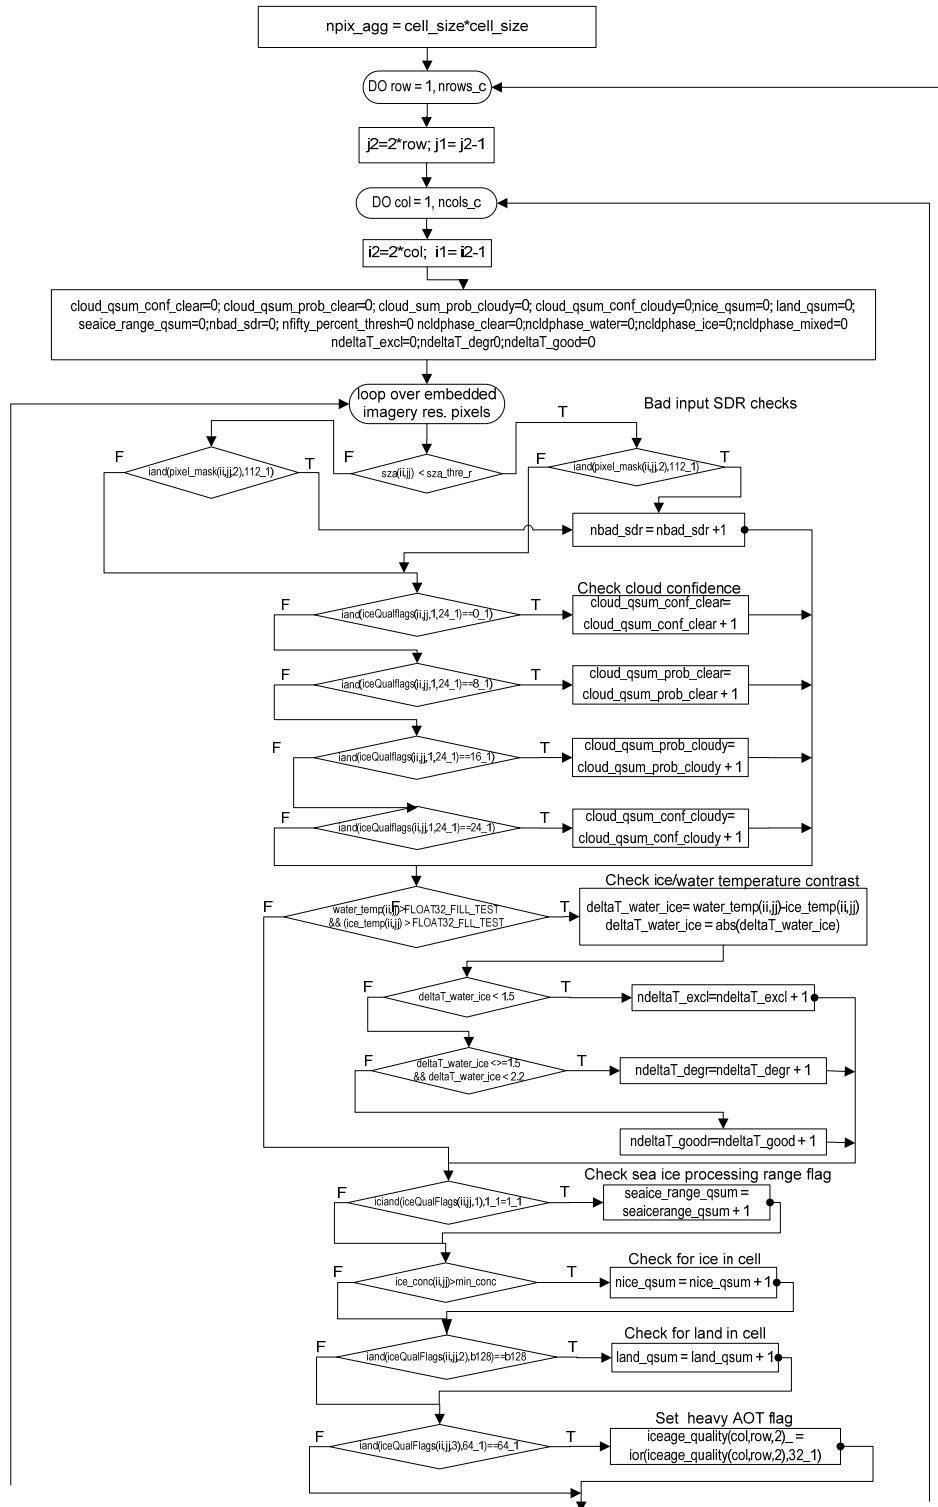 npix_agg = cell_size*cell_size
DO row = 1, nrows_c
j2=2*row; j1= j2-1
DO col = 1, ncols_c
i2=2*col; i1= i2-1
cloud_qsum_conf_clear=0; cloud_qsum_prob_clear=0; cloud_sum_prob_cloudy=0; cloud_qsum_conf_cloudy=0;nice_qsum=0; land_qsum=0;
seaice_range_qsum=0;nbad_sdr=0; nfifty_percent_thresh=0 ncldphase_clear=0;ncldphase_water=0;ncldphase_ice=0;ncldphase_mixed=0
ndeltaT_excl=0;ndeltaT_degr0;ndeltaT_good=0
loop over embedded
imagery res. pixels
Bad input SDR checks
T
F
iand(pixel_mask(ii,jj,2),112_1)
T
F
sza(ii,jj) < sza_thre_r
F
iand(pixel_mask(ii,jj,2),112_1)
T
nbad_sdr = nbad_sdr +1
Check cloud confidence
F
iand(iceQualflags(ii,jj,1,24_1)==0_1)
T
cloud_qsum_conf_clear=
cloud_qsum_conf_clear + 1
F
iand(iceQualflags(ii,jj,1,24_1)==8_1)
T
cloud_qsum_prob_clear=
cloud_qsum_prob_clear + 1
F
iand(iceQualflags(ii,jj,1,24_1)==16_1)
T
cloud_qsum_prob_cloudy=
cloud_qsum_prob_cloudy + 1
F
iand(iceQualflags(ii,jj,1,24_1)==24_1)
T
cloud_qsum_conf_cloudy=
cloud_qsum_conf_cloudy + 1
Check ice/water temperature contrast
F
water_temp(ii,jj)>FLOAT32_FILL_TEST
&& (ice_temp(ii,jj) > FLOAT32_FLL_TEST
F
T
deltaT_water_ice= water_temp(ii,jj)-ice_temp(ii,jj)
deltaT_water_ice = abs(deltaT_water_ice)
F
deltaT_water_ice < 1.5
T
ndeltaT_excl=ndeltaT_excl + 1
F
deltaT_water_ice <>=1.5
&& deltaT_water_ice < 2.2
T
ndeltaT_degr=ndeltaT_degr + 1
ndeltaT_goodr=ndeltaT_good + 1
Check sea ice processing range flag
F
iciand(iceQualFlags(ii,jj,1),1_1=1_1
T
seaice_range_qsum =
seaicerange_qsum + 1
Check for ice in cell
F
ice_conc(ii,jj)>min_conc
T
nice_qsum = nice_qsum + 1
Check for land in cell
F
iand(iceQualFlags(ii,jj,2),b128)==b128
T
land_qsum = land_qsum + 1
Set heavy AOT flag
F
iand(iceQualFlags(ii,jj,3),64_1)==64_1
T
iceage_quality(col,row,2)_ =
ior(iceage_quality(col,row,2),32_1)